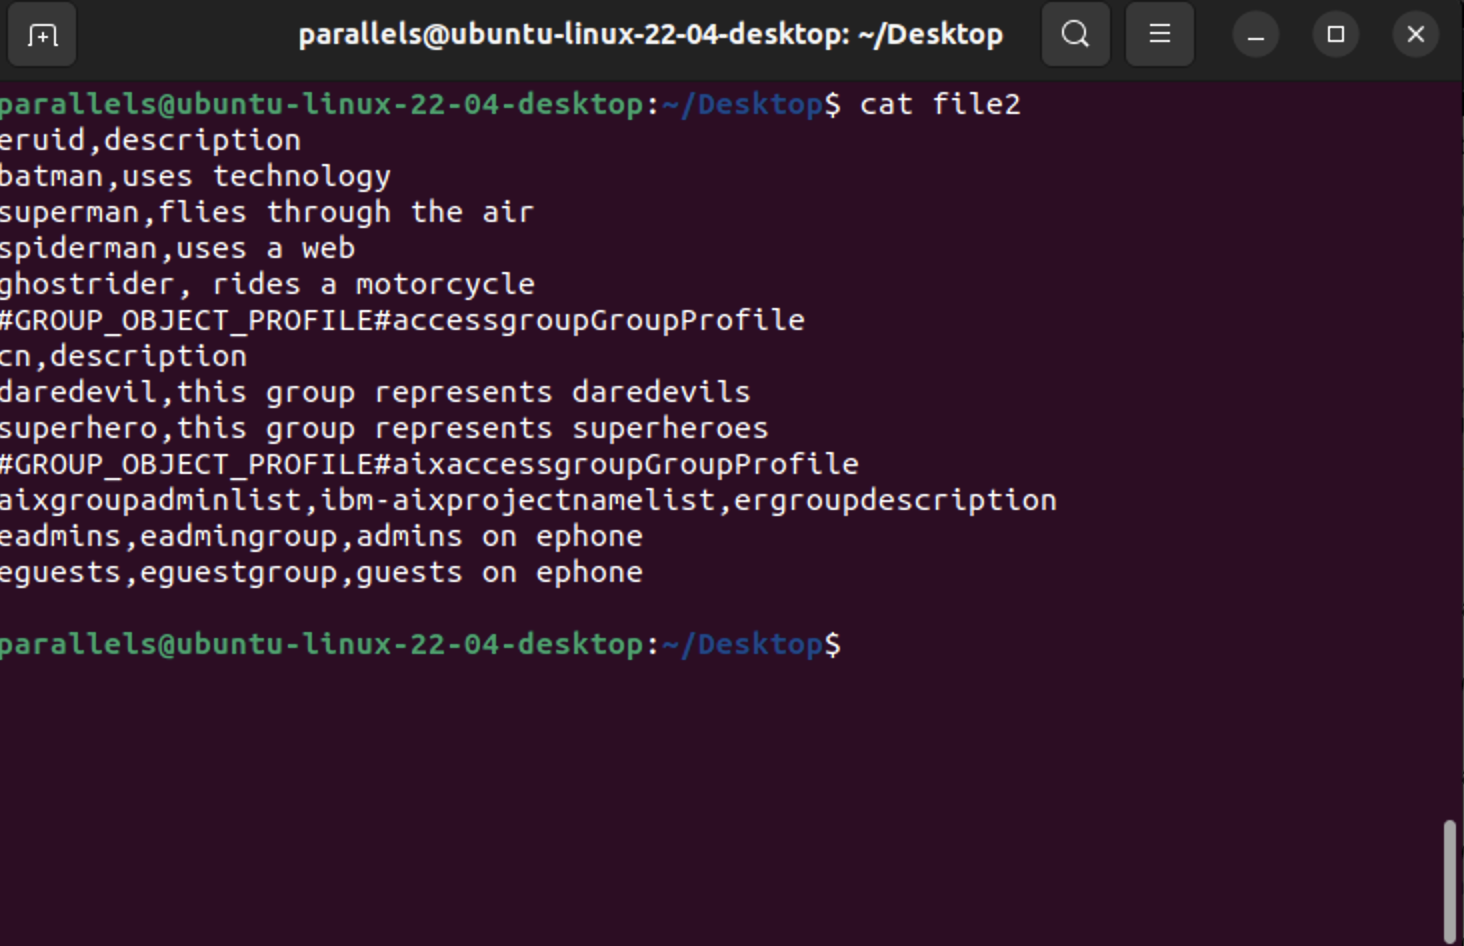 parallels@ubuntu-linux-22-04-desktop: ~/Desktop
parallels@ubuntu-linux-22-04-desktop:~/Desktop$ cat file2
eruid,description
batman,uses technology
superman,flies through the air
spiderman,uses a web
ghostrider, rides a motorcycle
#GROUP_OBJECT_PROFILE#accessgroupGroupProfile
cn,description
daredevil,this group represents daredevils
superhero,this group represents superheroes
#GROUP_OBJECT_PROFILE#aixaccessgroupGroupProfile
aixgroupadminlist,ibm-aixprojectnamelist,ergroupdescription
eadmins,eadmingroup,admins on ephone
eguests,eguestgroup,guests on ephone
parallels@ubuntu-linux-22-04-desktop:~/Desktop$